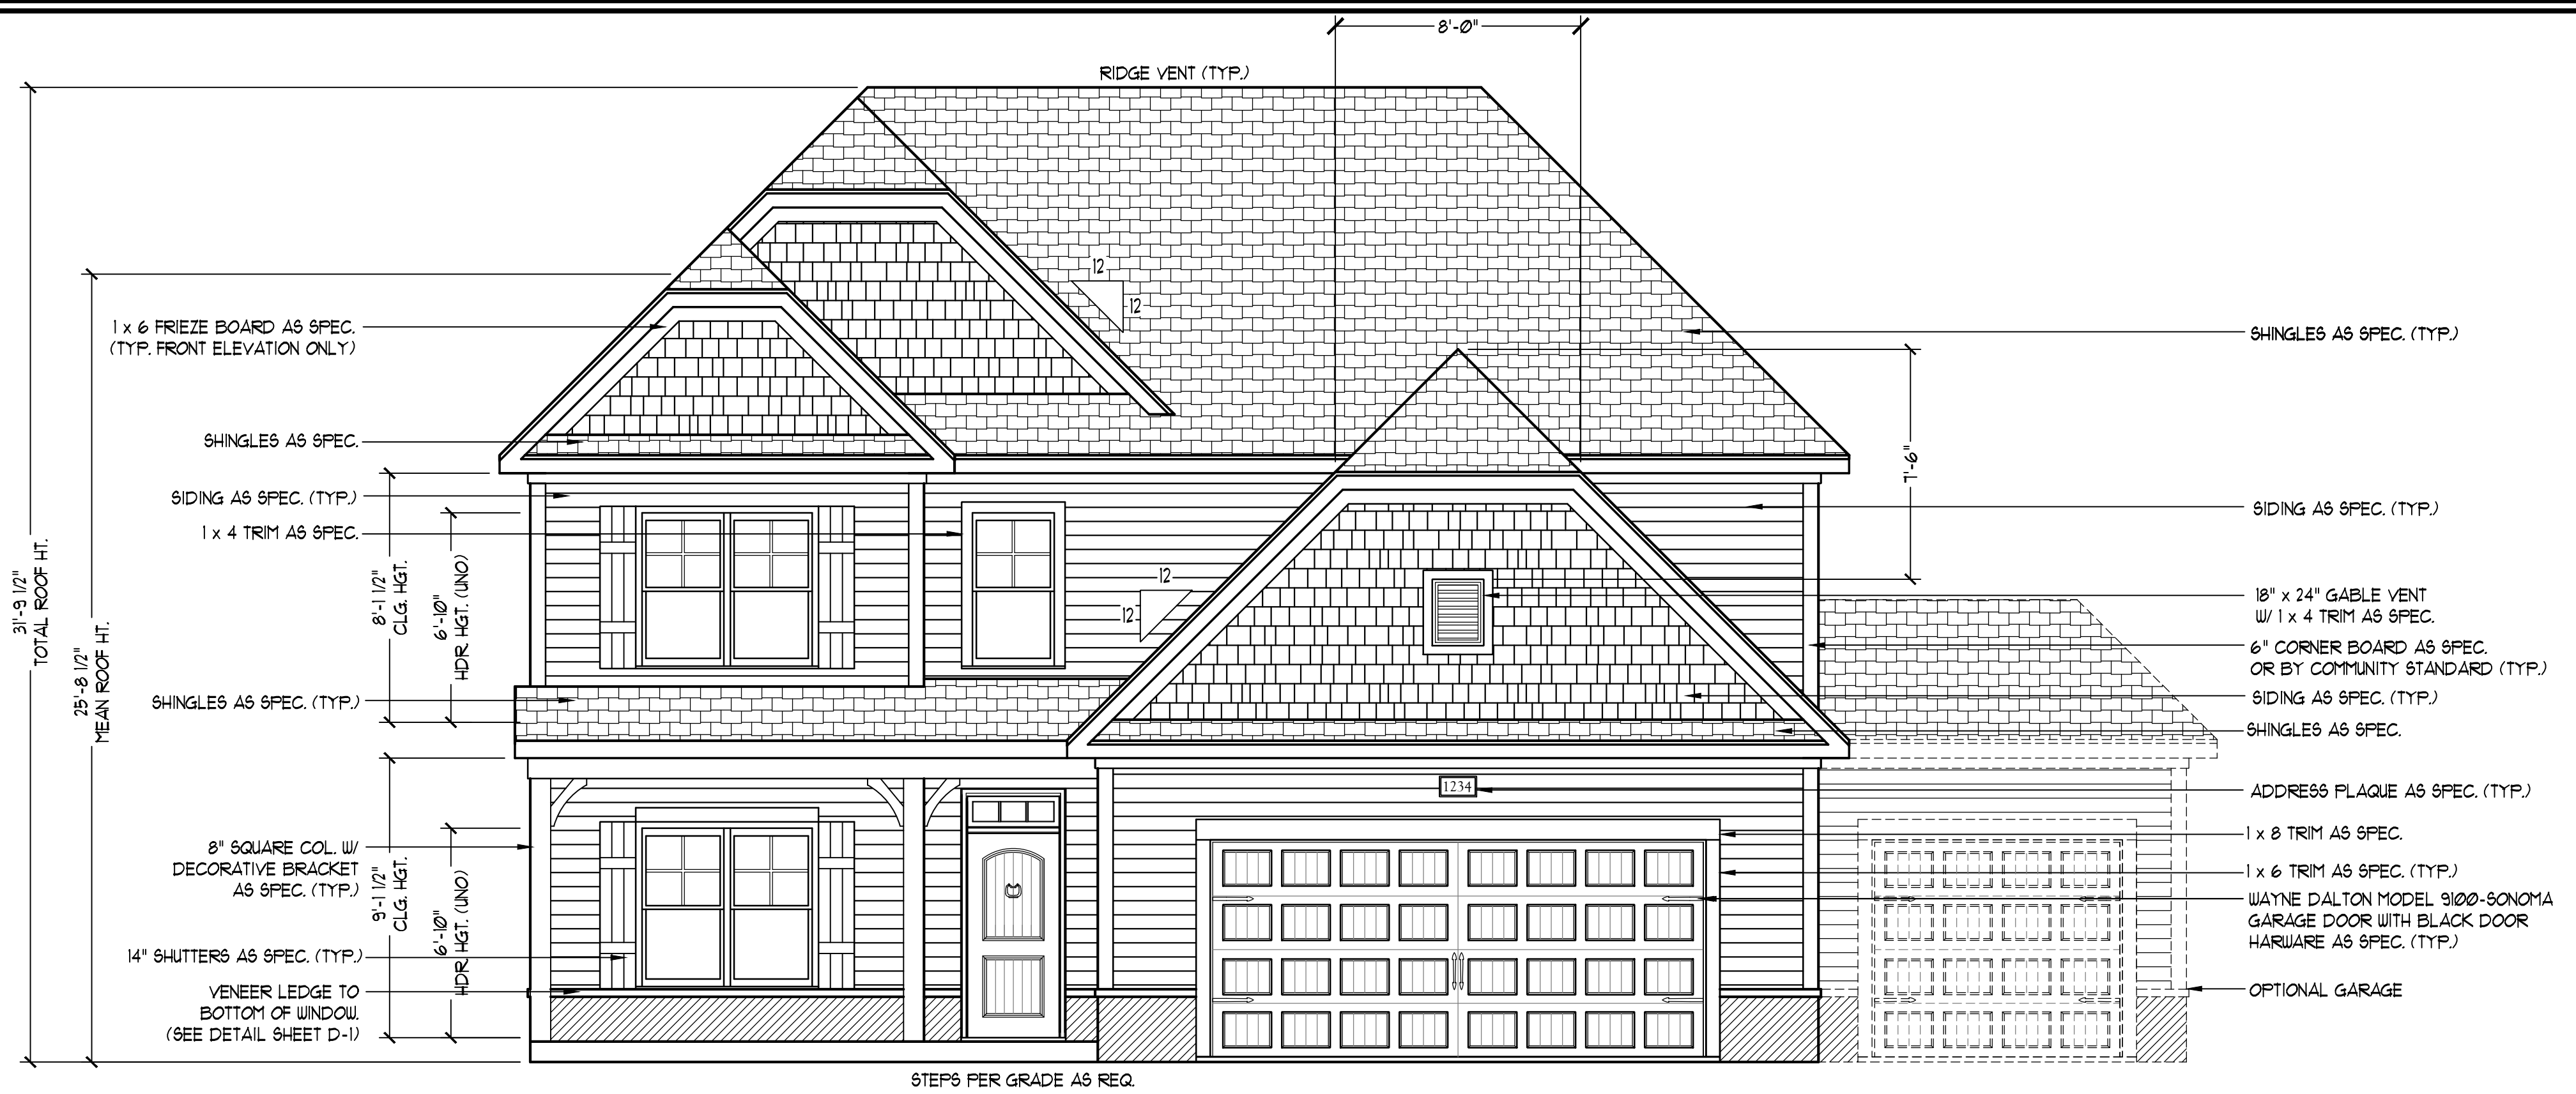 8'-0"
RIDGE VENT (TYP.)
31'-9 1/2"
TOTAL ROOF HT.
25'-8 1/2"
MEAN ROOF HT.
1 x 6 FRIEZE BOARD AS SPEC.
(TYP. FRONT ELEVATION ONLY)
SHINGLES AS SPEC.
SIDING AS SPEC. (TYP.)
1 x 4 TRIM AS SPEC.
8'-1 1/2"
CLG. HGT.
6'-10"
HDR. HGT. (UNO)
SHINGLES AS SPEC. (TYP.)
8" SQUARE COL. W/
DECORATIVE BRACKET
AS SPEC. (TYP.)
9'-1 1/2"
CLG. HGT.
6'-10"
HDR. HGT. (UNO)
14" SHUTTERS AS SPEC. (TYP.)
VENEER LEDGE TO
BOTTOM OF WINDOW.
(SEE DETAIL SHEET D-1)
12
12
12
12
1234
STEPS PER GRADE AS REQ.
SHINGLES AS SPEC. (TYP.)
7'-6"
SIDING AS SPEC. (TYP.)
18" x 24" GABLE VENT
W/ 1 x 4 TRIM AS SPEC.
6" CORNER BOARD AS SPEC.
OR BY COMMUNITY STANDARD (TYP.)
SIDING AS SPEC. (TYP.)
SHINGLES AS SPEC.
ADDRESS PLAQUE AS SPEC. (TYP.)
1 x 8 TRIM AS SPEC.
1 x 6 TRIM AS SPEC. (TYP.)
WAYNE DALTON MODEL 9100-SONOMA
GARAGE DOOR WITH BLACK DOOR
HARWARE AS SPEC. (TYP.)
OPTIONAL GARAGE